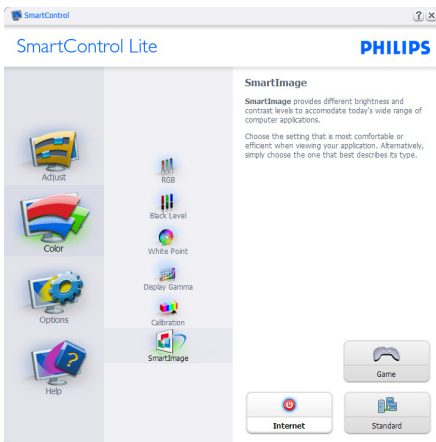 SmartControl
SmartControl Lite
PHILIPS
Adjust
Color
Options
Help
RGB
Black Level
White Point
Display Gamma
Calibration
SmartImage
SmartImage
SmartImage provides different brightness and
contrast levels to accomodate today's wide range of
computer applications.
Choose the setting that is most comfortable or
efficient when viewing your application. Alternatively,
simply choose the one that best describes its type.
Game
Internet
Standard